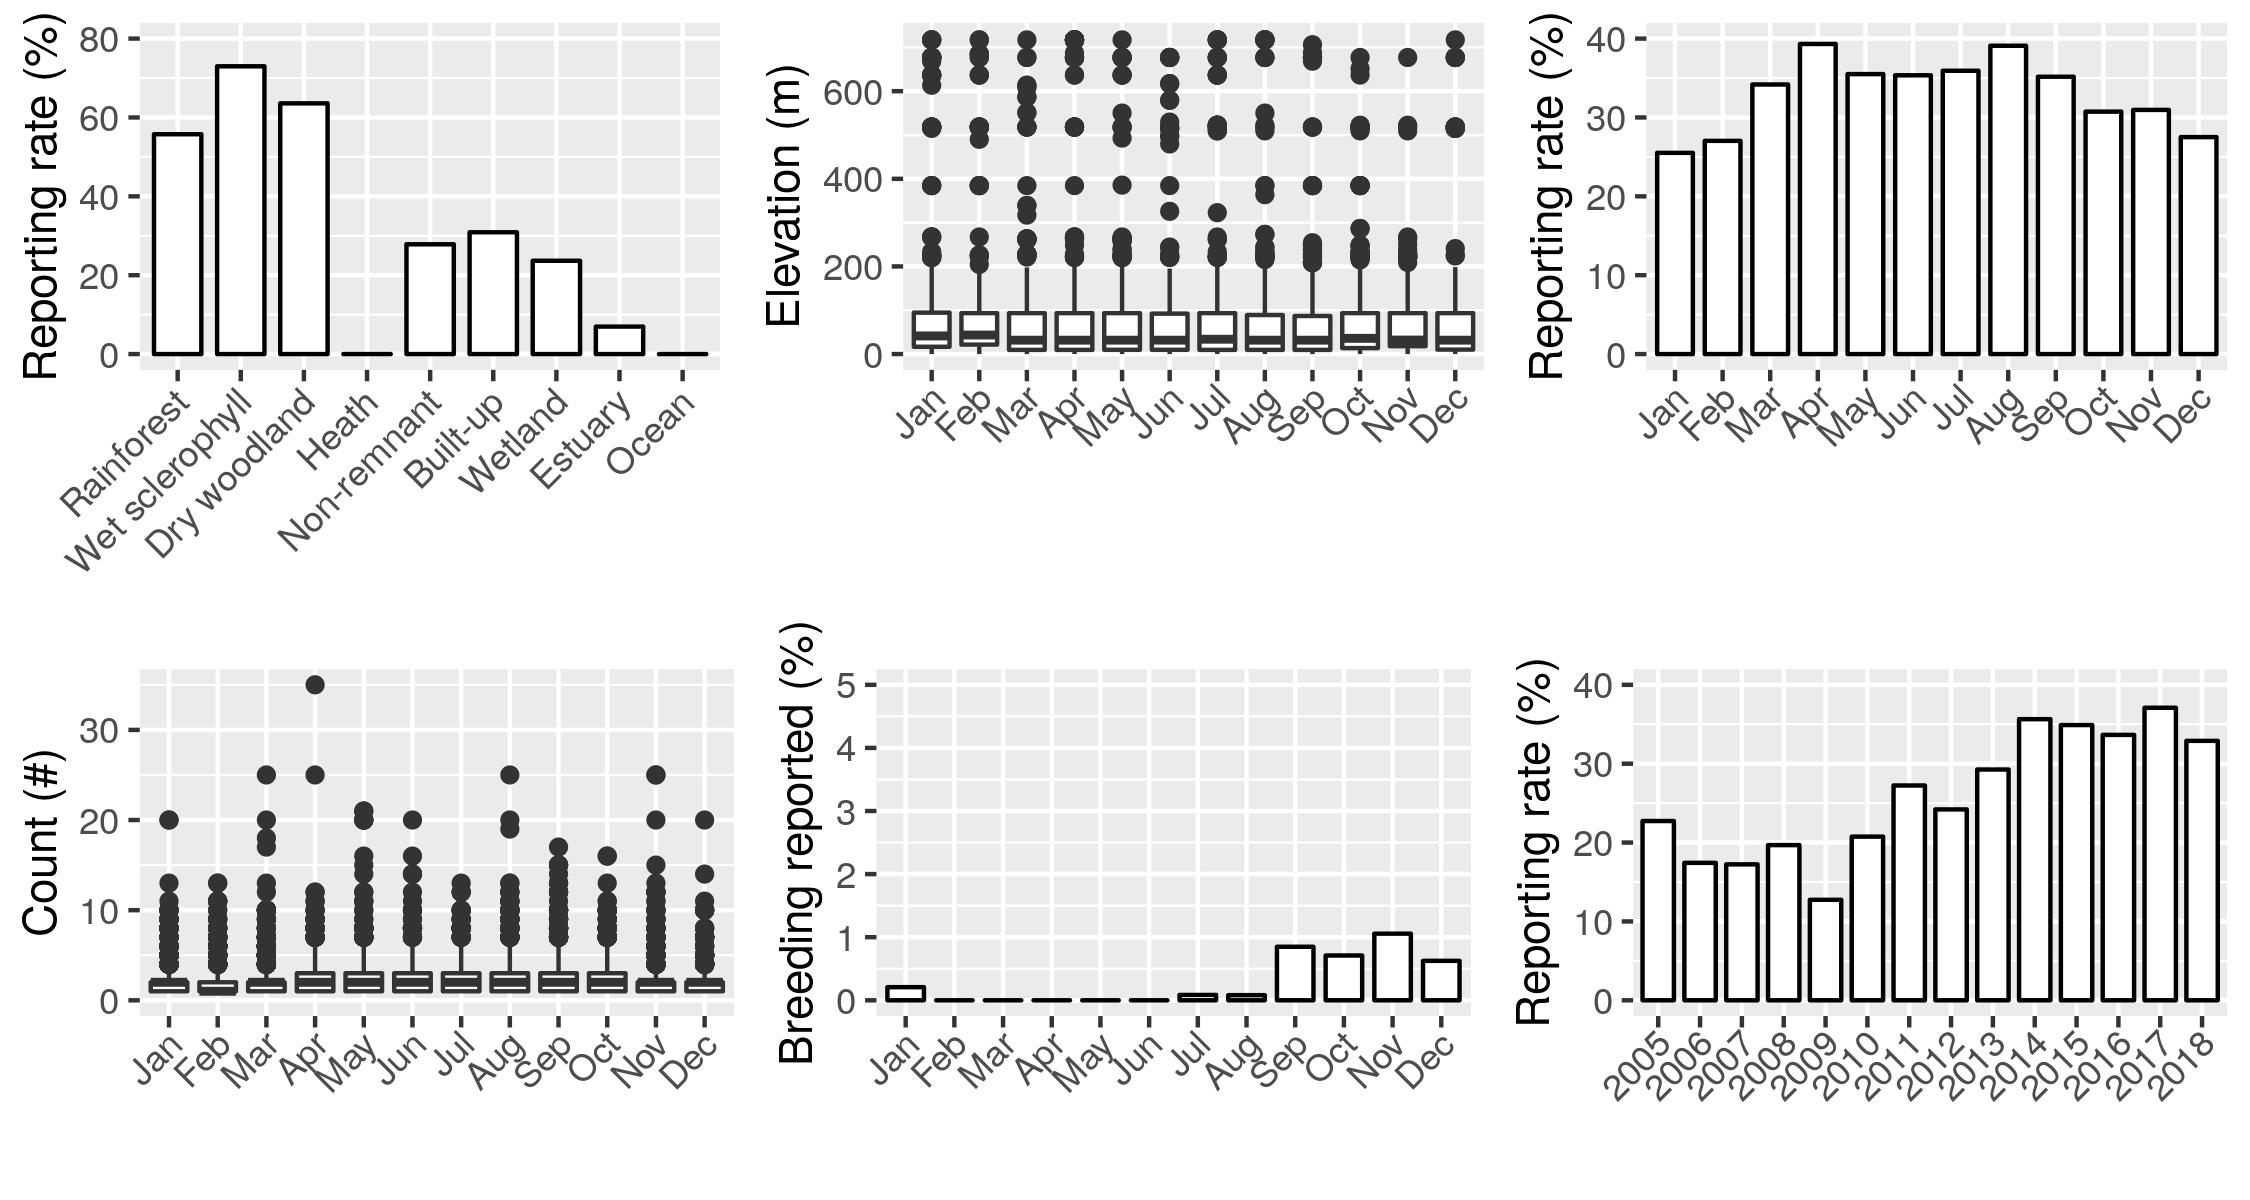 Reporting rate (%)
80
60
40
20
0
Rainforest
Wet sclerophyll
Dry woodland
Heath
Non-remnant
Built-up
Wetland
Estuary
Ocean
Elevation (m)
600
400
200
0
Jan
Feb
Mar
Apr
May
Jun
Jul
Aug
Sep
Oct
Nov
Dec
Reporting rate (%)
40
30
20
10
0
Jan
Feb
Mar
Apr
May
Jun
Jul
Aug
Sep
Oct
Nov
Dec
Count (#)
30
20
10
0
Jan
Feb
Mar
Apr
May
Jun
Jul
Aug
Sep
Oct
Nov
Dec
Breeding reported (%)
5
4
3
2
1
0
Jan
Feb
Mar
Apr
May
Jun
Jul
Aug
Sep
Oct
Nov
Dec
Reporting rate (%)
40
30
20
10
0
2005
2006
2007
2008
2009
2010
2011
2012
2013
2014
2015
2016
2017
2018